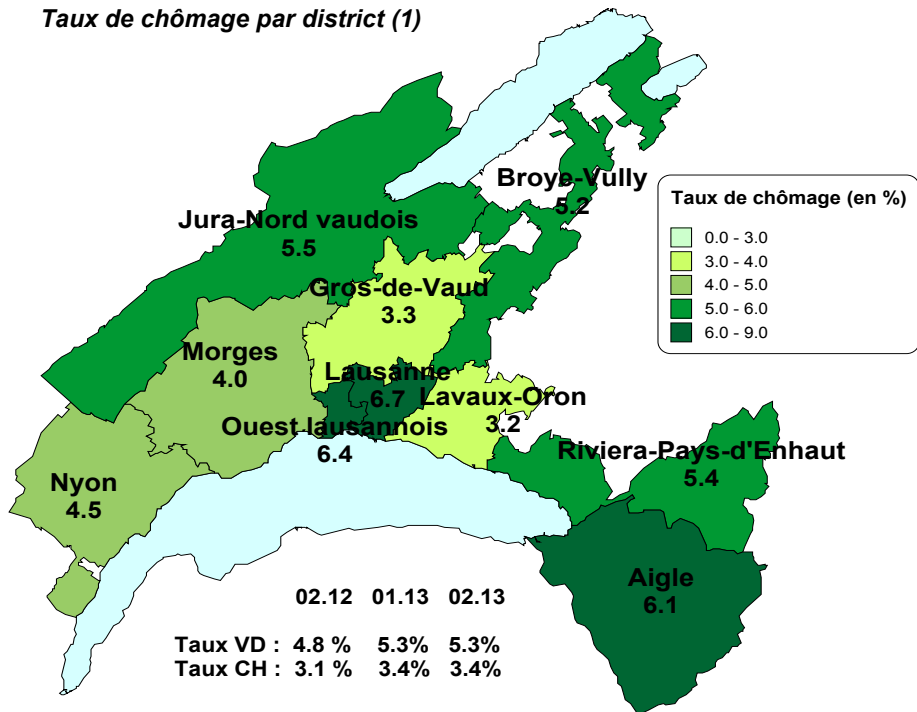 Taux de chômage par district (1)
Broye-Vully
5.2
Taux de chômage (en %)
0.0 - 3.0
3.0 - 4.0
4.0 - 5.0
5.0 - 6.0
6.0 - 9.0
Jura-Nord vaudois
5.5
Gros-de-Vaud
3.3
Morges
4.0
Lausanne
6.7
Lavaux-Oron
3.2
Ouest lausannois
6.4
Riviera-Pays-d'Enhaut
5.4
Nyon
4.5
Aigle
6.1
02.12 01.13 02.13
Taux VD : 4.8 % 5.3% 5.3%
Taux CH : 3.1 % 3.4% 3.4%